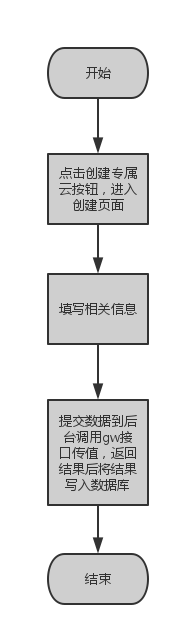 开始
点击创建专属
云按钮，进入
创建页面
填写相关信息
提交数据到后
台调用gw接
口传值，返回
结果后将结果
写入数据库
结束